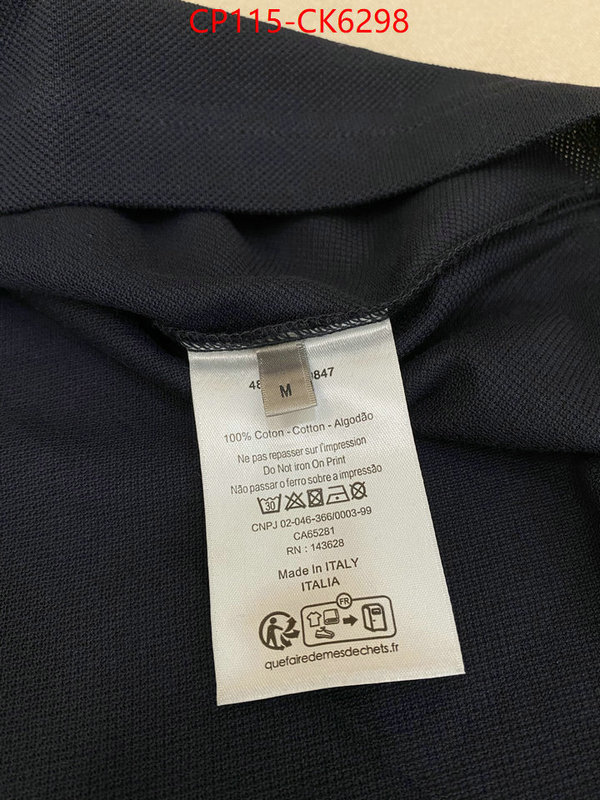 CP115-CK6298
48 847
M
100% Coton - Cotton - Algodão
Ne pas repasser sur l'impression
Do Not Iron On Print
Não passar o ferro sobre a impressão
30
CNPJ 02-046-366/0003-99
CA65281
RN : 143628
Made In ITALY
ITALIA
FR
quefairedemesdechets.fr